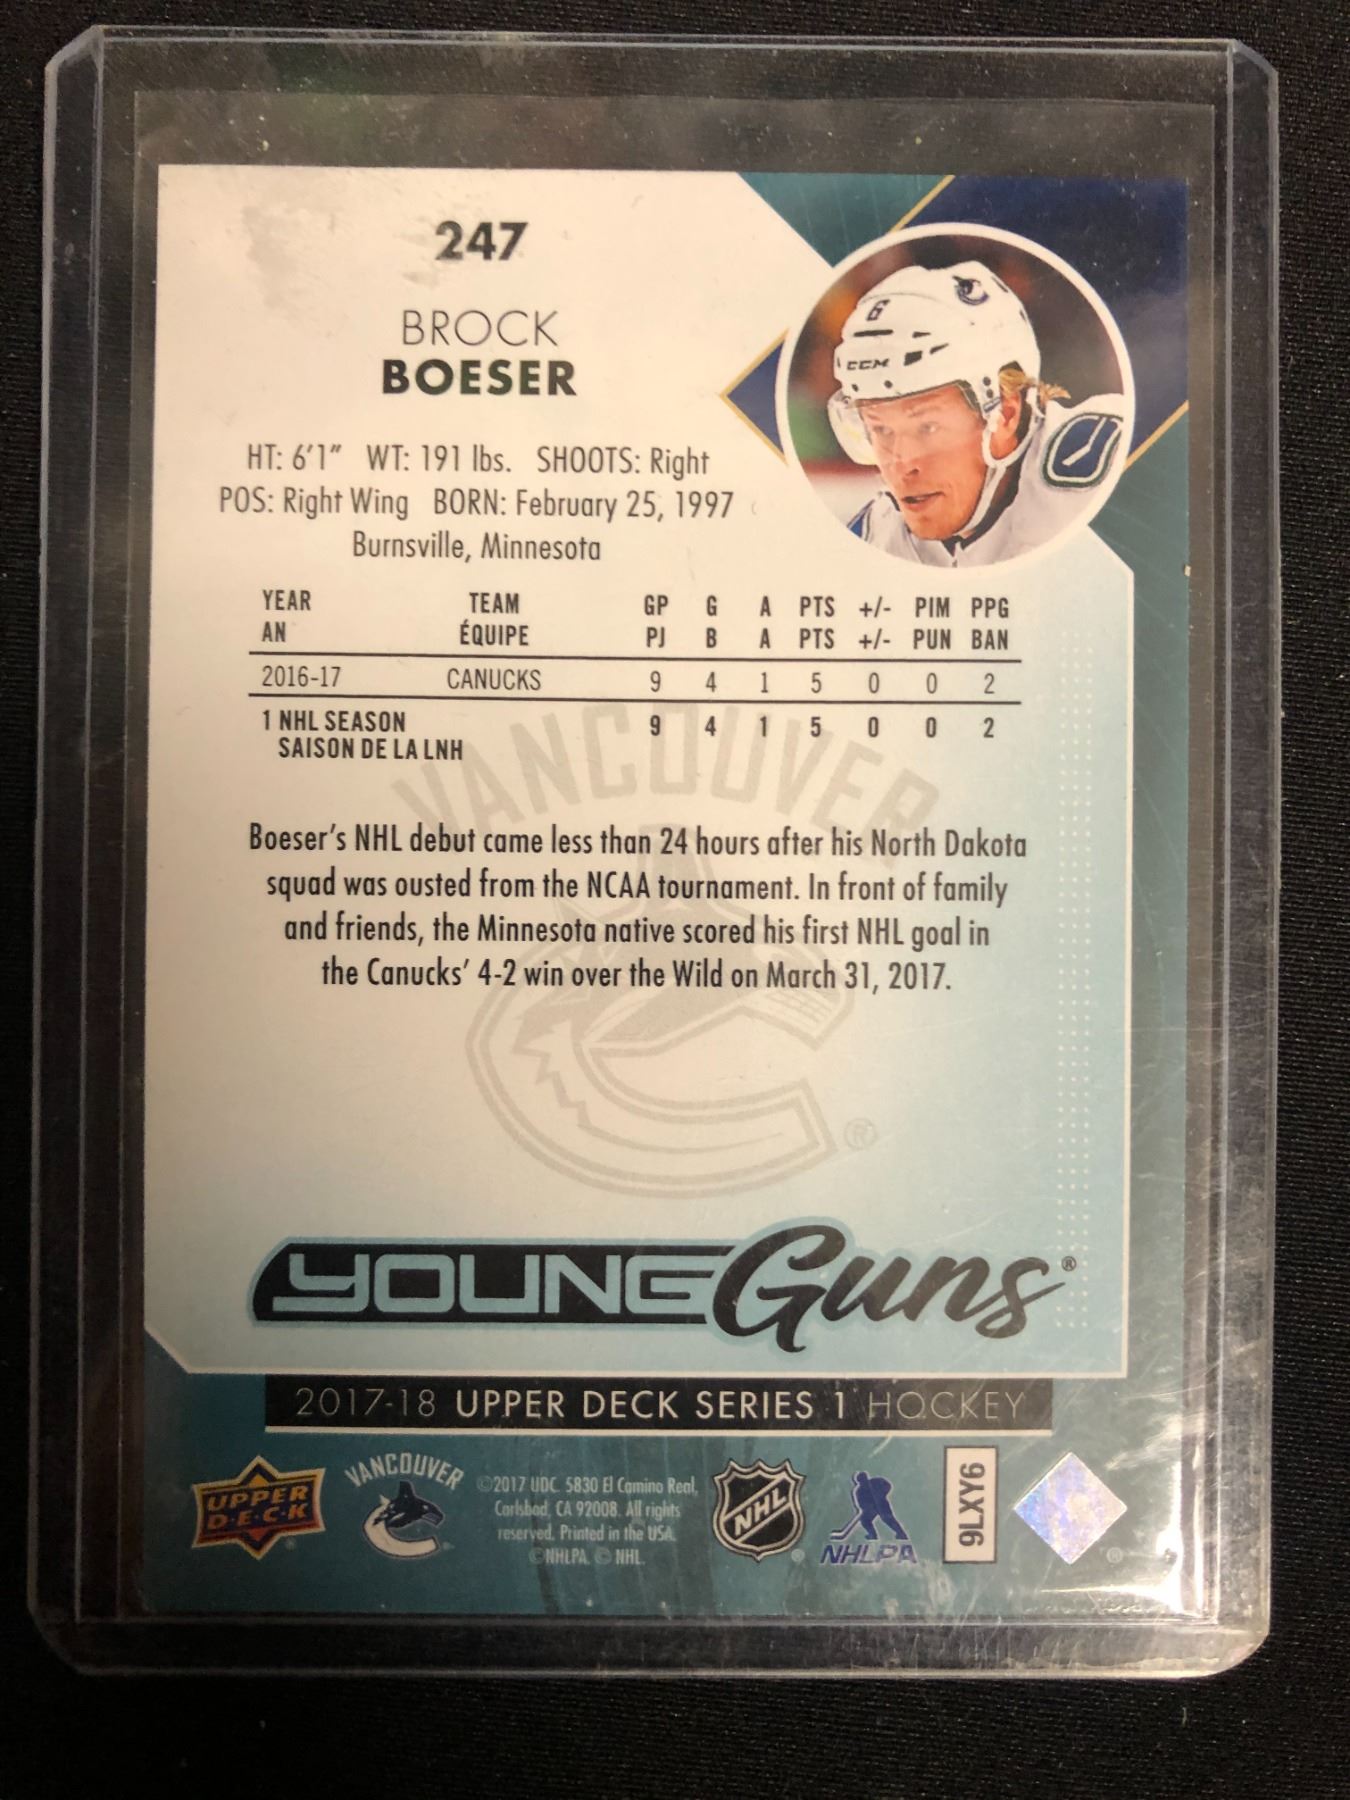 247
BROCK
BOESER
6
CCM
HT: 6'1" WT: 191 lbs. SHOOTS: Right
POS: Right Wing BORN: February 25, 1997
Burnsville, Minnesota
YEAR TEAM GP G A PTS +/- PIM PPG
AN ÉQUIPE PJ B A PTS +/- PUN BAN
2016-17 CANUCKS 9 4 1 5 0 0 2
1 NHL SEASON 9 4 1 5 0 0 2
SAISON DE LA LNH
VANCOUVER
Boeser's NHL debut came less than 24 hours after his North Dakota
squad was ousted from the NCAA tournament. In front of family
and friends, the Minnesota native scored his first NHL goal in
the Canucks' 4-2 win over the Wild on March 31, 2017.
®
YOUNG Guns®
2017-18 UPPER DECK SERIES 1 HOCKEY
UPPER
D·E·C·K
VANCOUVER
©2017 UDC. 5830 El Camino Real,
Carlsbad, CA 92008. All rights
reserved. Printed in the USA.
©NHLPA. © NHL.
NHL
NHLPA
9LXY6